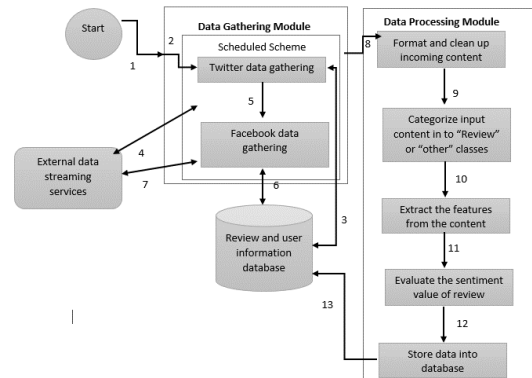 Data Gathering Module
Data Processing Module
Start
2
Scheduled Scheme
8
Format and clean up
incoming content
1
Twitter data gathering
9
5
Categorize input
content in to “Review”
or “other” classes
Facebook data
gathering
4
External data
streaming
services
7
10
6
Extract the features
from the content
3
Review and user
information
database
11
Evaluate the sentiment
value of review
13
12
Store data into
database